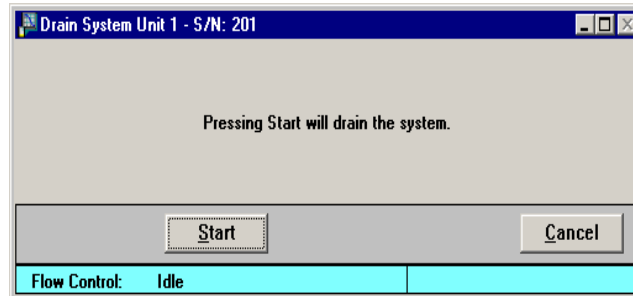 Drain System Unit 1 - S/N: 201
Pressing Start will drain the system.
Start Cancel
Flow Control: Idle